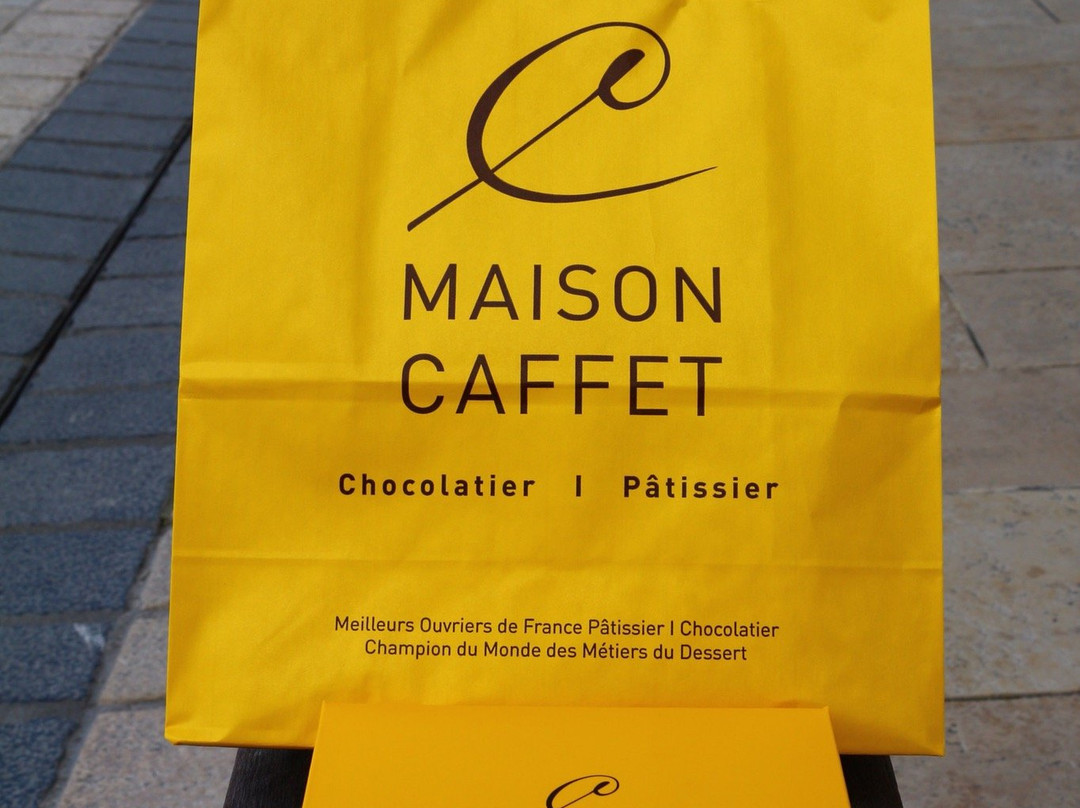 MAISON
CAFFET
Chocolatier | Pâtissier
Meilleurs Ouvriers de France Pâtissier | Chocolatier
Champion du Monde des Métiers du Dessert